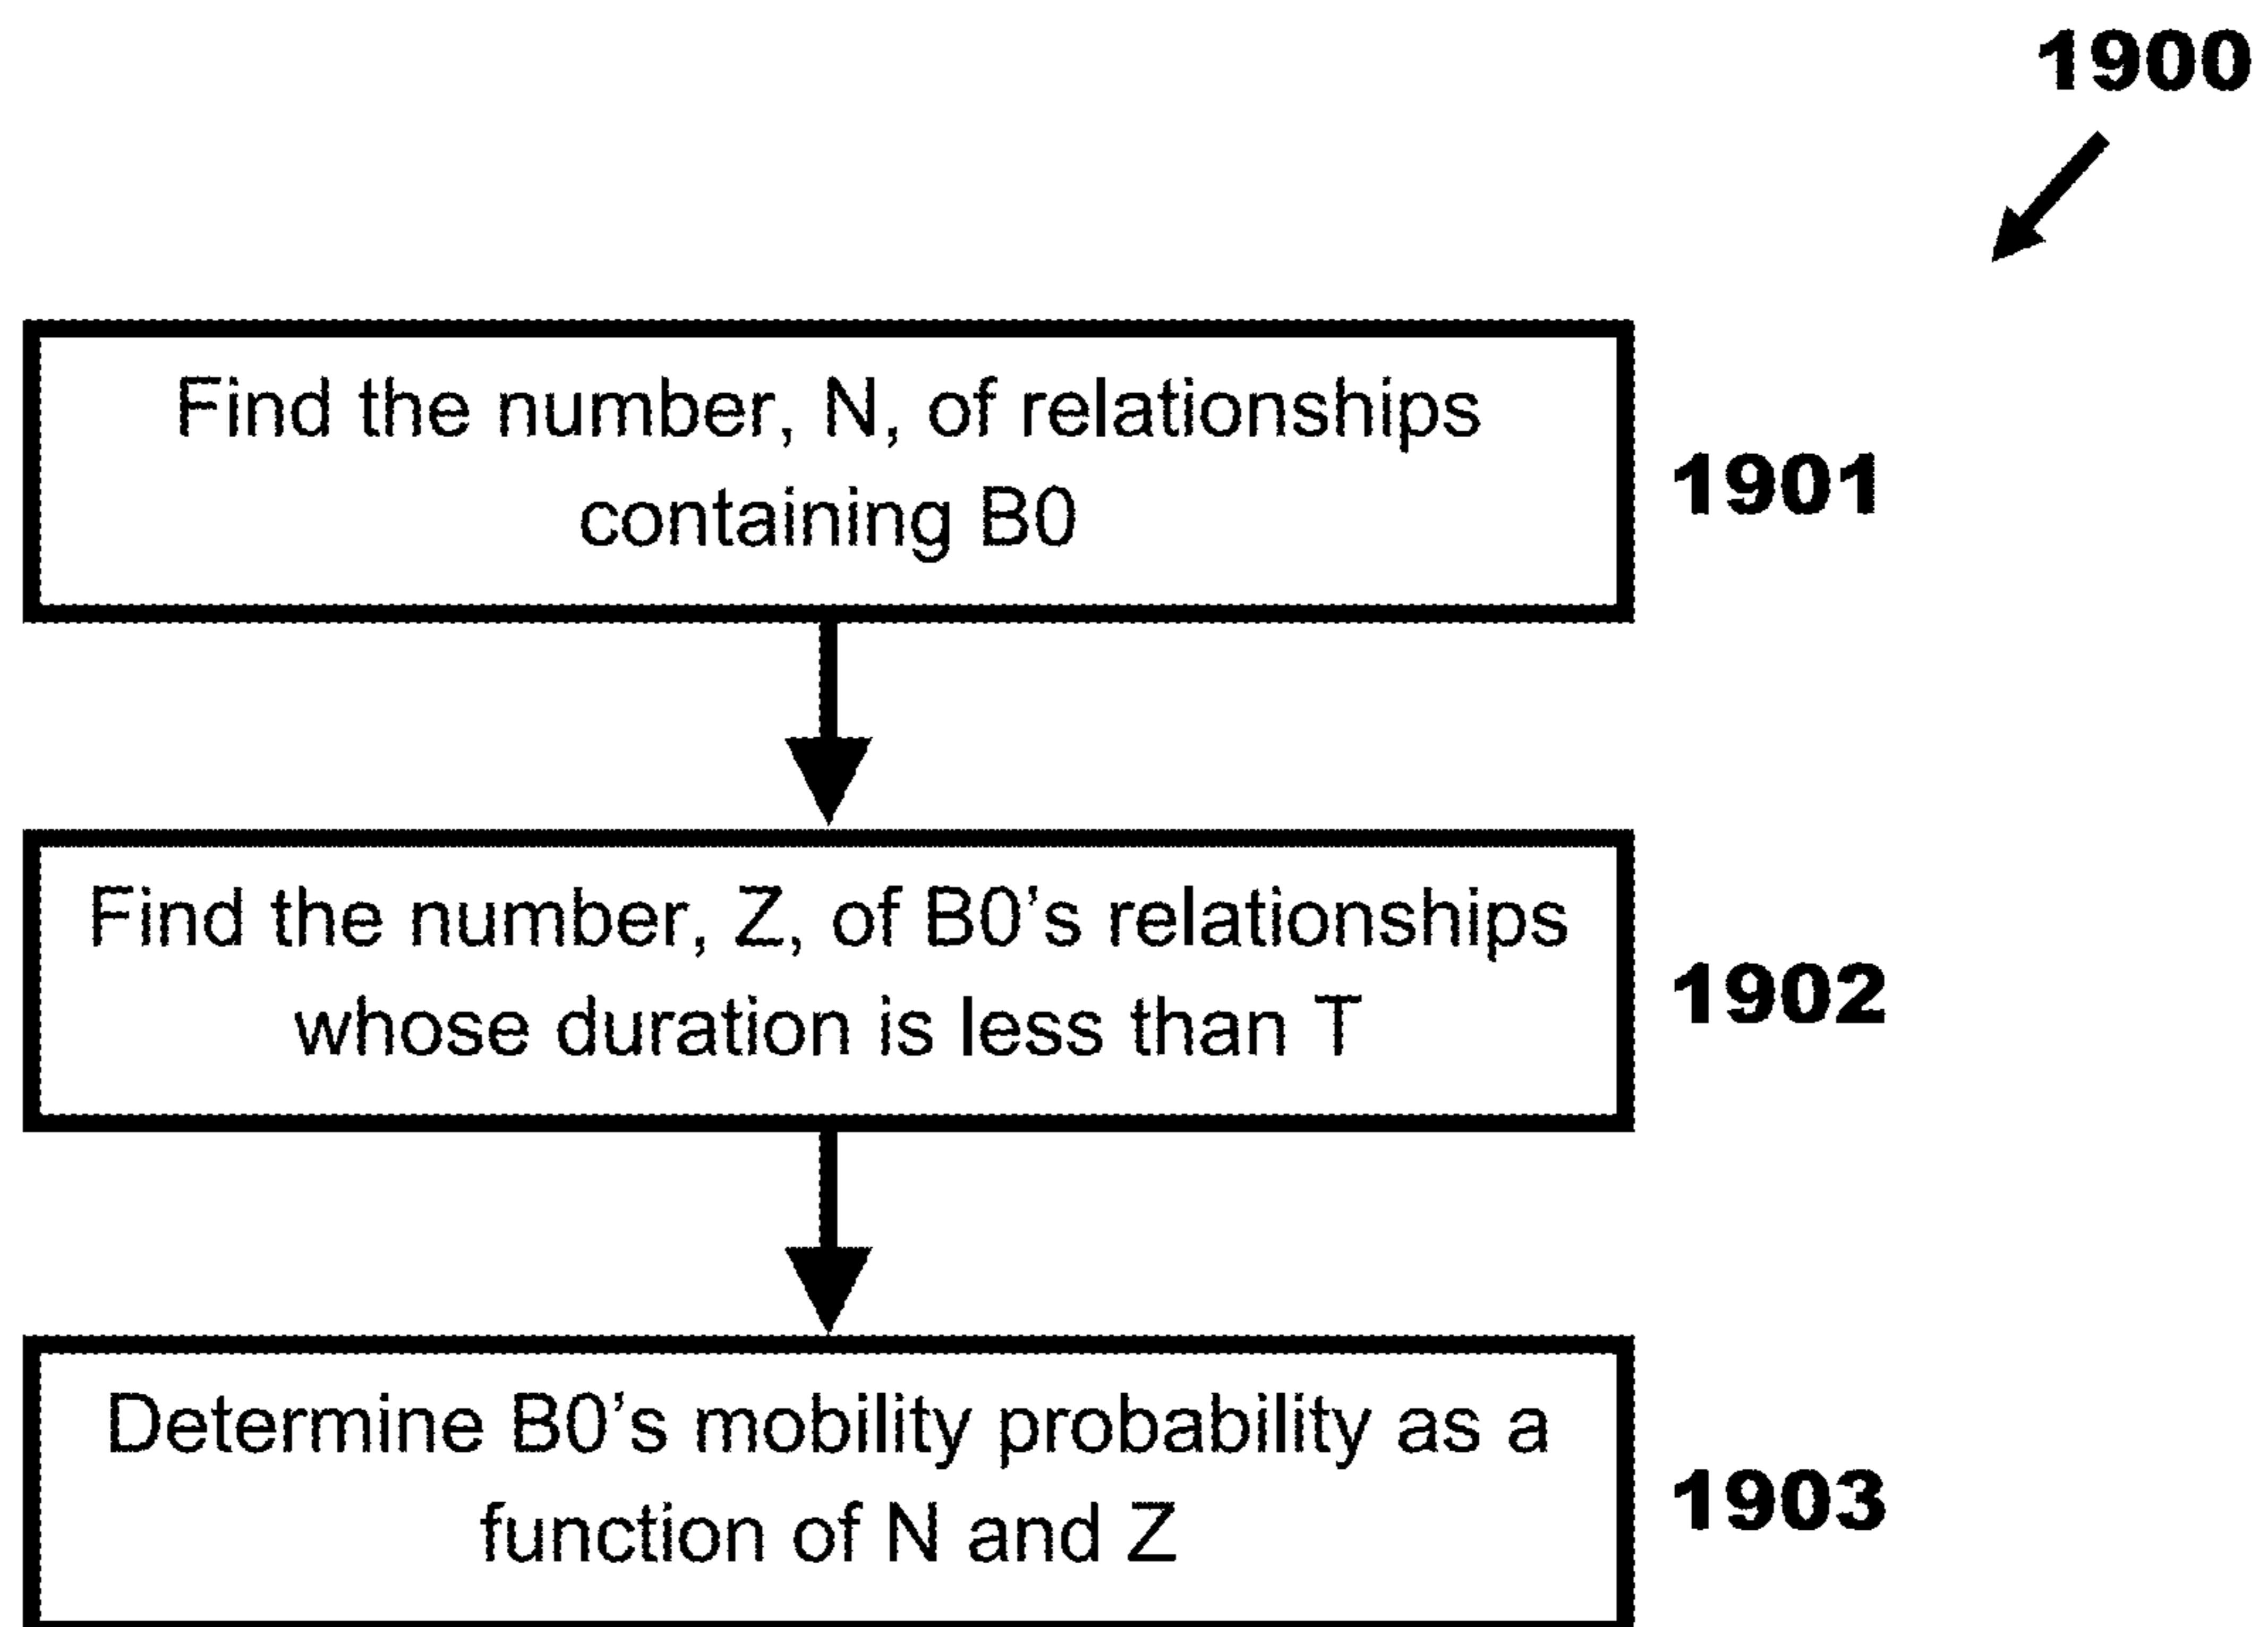 1900
Find the number, N, of relationships
containing B0
1901
Find the number, Z, of B0’s relationships
whose duration is less than T
1902
Determine B0’s mobility probability as a
function of N and Z
1903